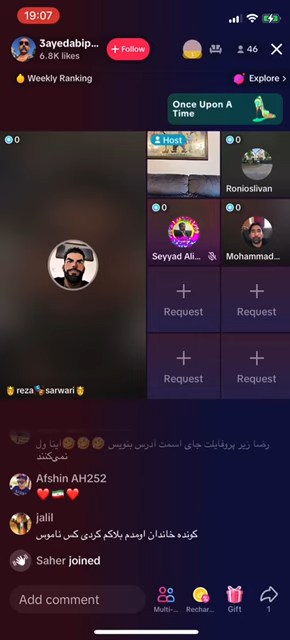 19:07
3ayedabip...
6.8K likes
+ Follow
46
Weekly Ranking
Explore >
Once Upon A
Time
0
Host
0
Ronioslivan
0
Seyyad Ali...
0
Mohammad...
Request
Request
Request
Request
reza🎭sarwari
رضا زیر پروفایلت جای اسمت آدرس بنویس 🤣🤣🤣اینا ول
نمی‌کنند
Afshin AH252
❤️🇮🇷❤️
jalil
کونده خاندان اومدم بلاکم کردی کس ناموس
Saher joined
Add comment
Multi-...
Rechar...
Gift
1